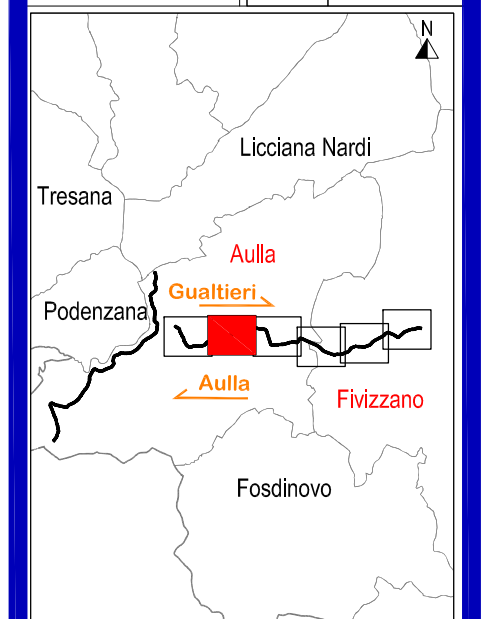 N
Licciana Nardi
Tresana
Aulla
Gualtieri
Podenzana
Aulla
Fivizzano
Fosdinovo